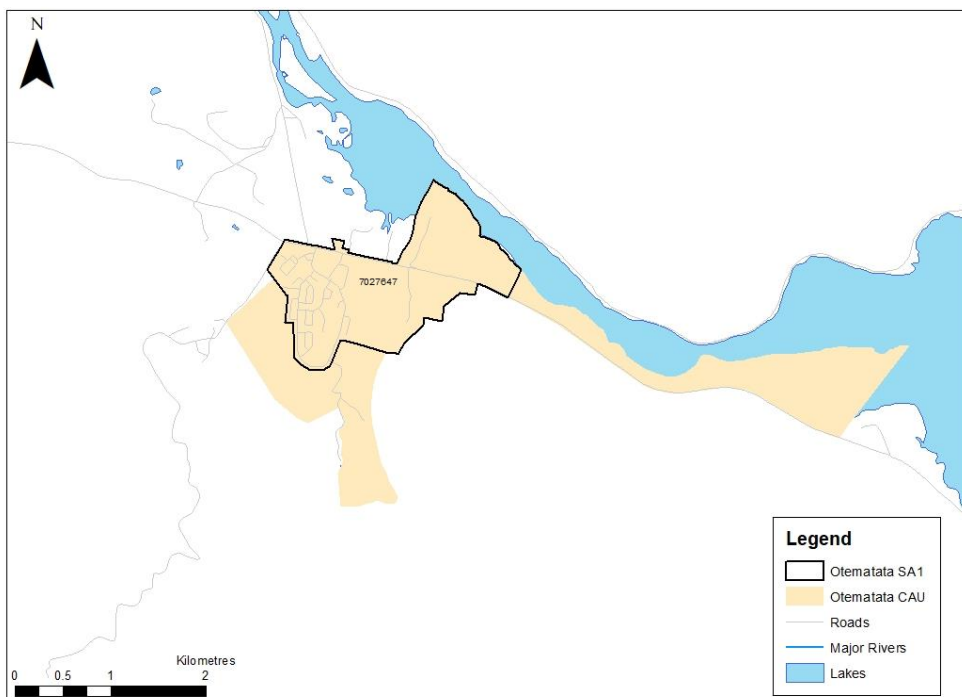 N
7027647
Legend
Otematata SA1
Otematata CAU
Roads
Major Rivers
Lakes
Kilometres
0 0.5 1 2